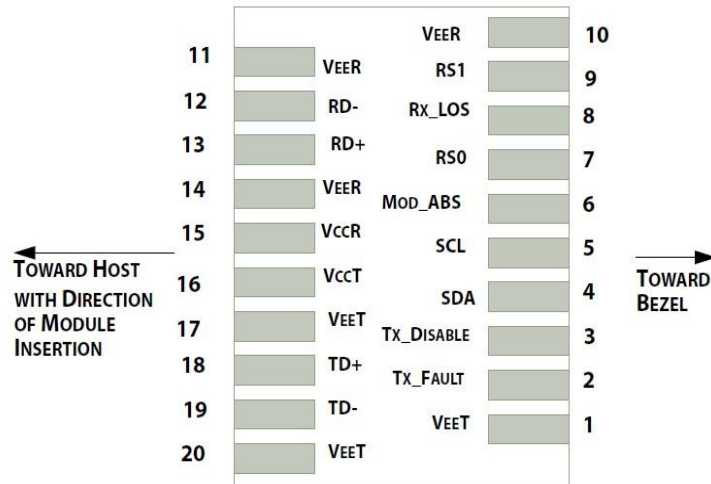 VEER 10
11 VEER RS1 9
12 RD- RX_LOS 8
13 RD+ RS0 7
14 VEER MOD_ABS 6
15 VCCR SCL 5
TOWARD HOST
WITH DIRECTION
OF MODULE
INSERTION
TOWARD
BEZEL
16 VCCT SDA 4
17 VEET TX_DISABLE 3
18 TD+ TX_FAULT 2
19 TD- VEET 1
20 VEET